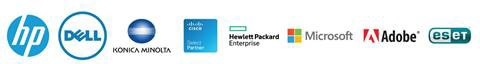 hp
DELL
KONICA MINOLTA
cisco
Select
Partner
Hewlett Packard
Enterprise
Microsoft
Adobe®
eseT